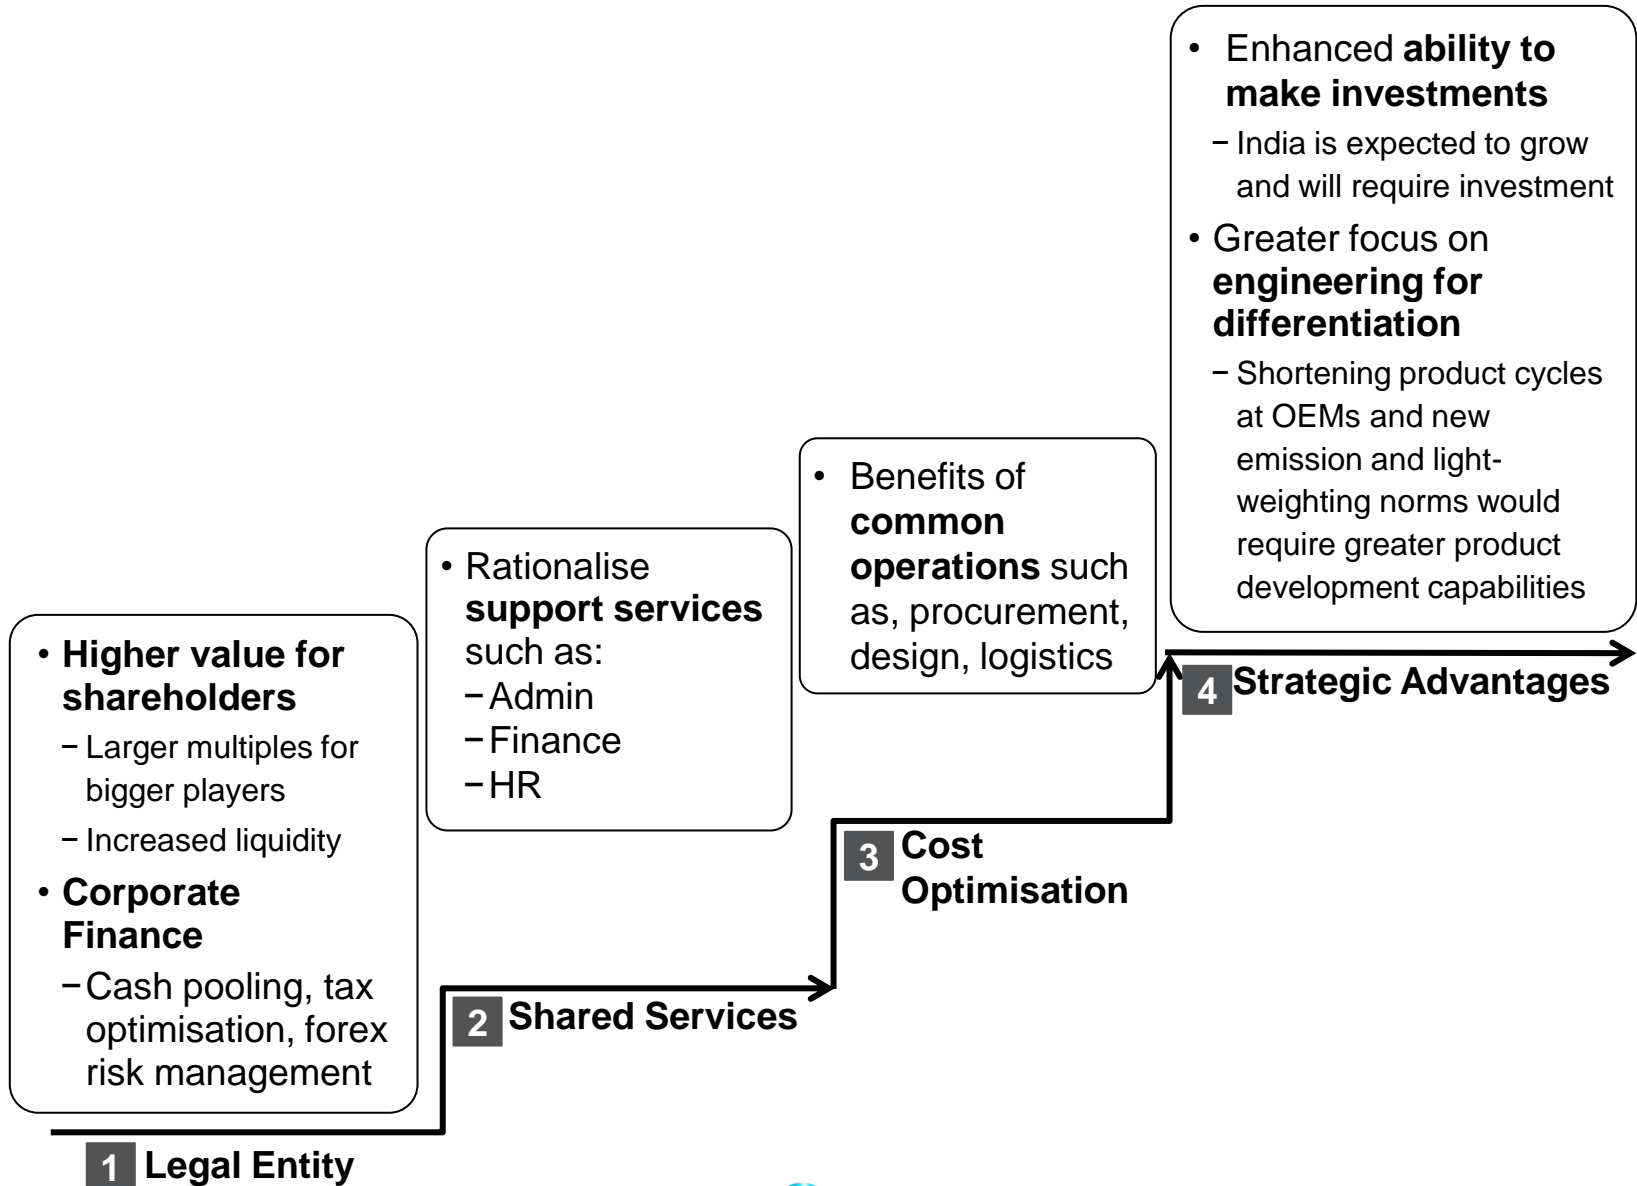 • Higher value for
shareholders
− Larger multiples for
bigger players
− Increased liquidity
• Corporate
Finance
− Cash pooling, tax
optimisation, forex
risk management
1 Legal Entity
• Rationalise
support services
such as:
− Admin
− Finance
− HR
2 Shared Services
• Benefits of
common
operations such
as, procurement,
design, logistics
3 Cost
Optimisation
• Enhanced ability to
make investments
− India is expected to grow
and will require investment
• Greater focus on
engineering for
differentiation
− Shortening product cycles
at OEMs and new
emission and light-
weighting norms would
require greater product
development capabilities
4 Strategic Advantages